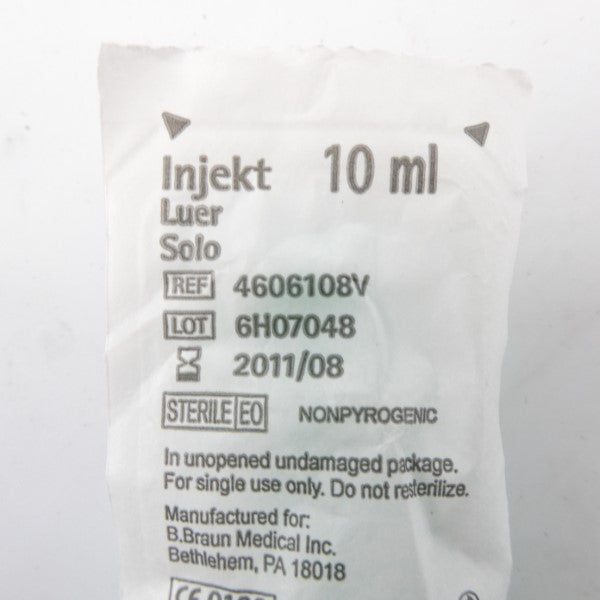 Injekt 10 ml
Luer
Solo
REF 4606108V
LOT 6H07048
2011/08
STERILE EO NONPYROGENIC
In unopened undamaged package.
For single use only. Do not resterilize.
Manufactured for:
B.Braun Medical Inc.
Bethlehem, PA 18018